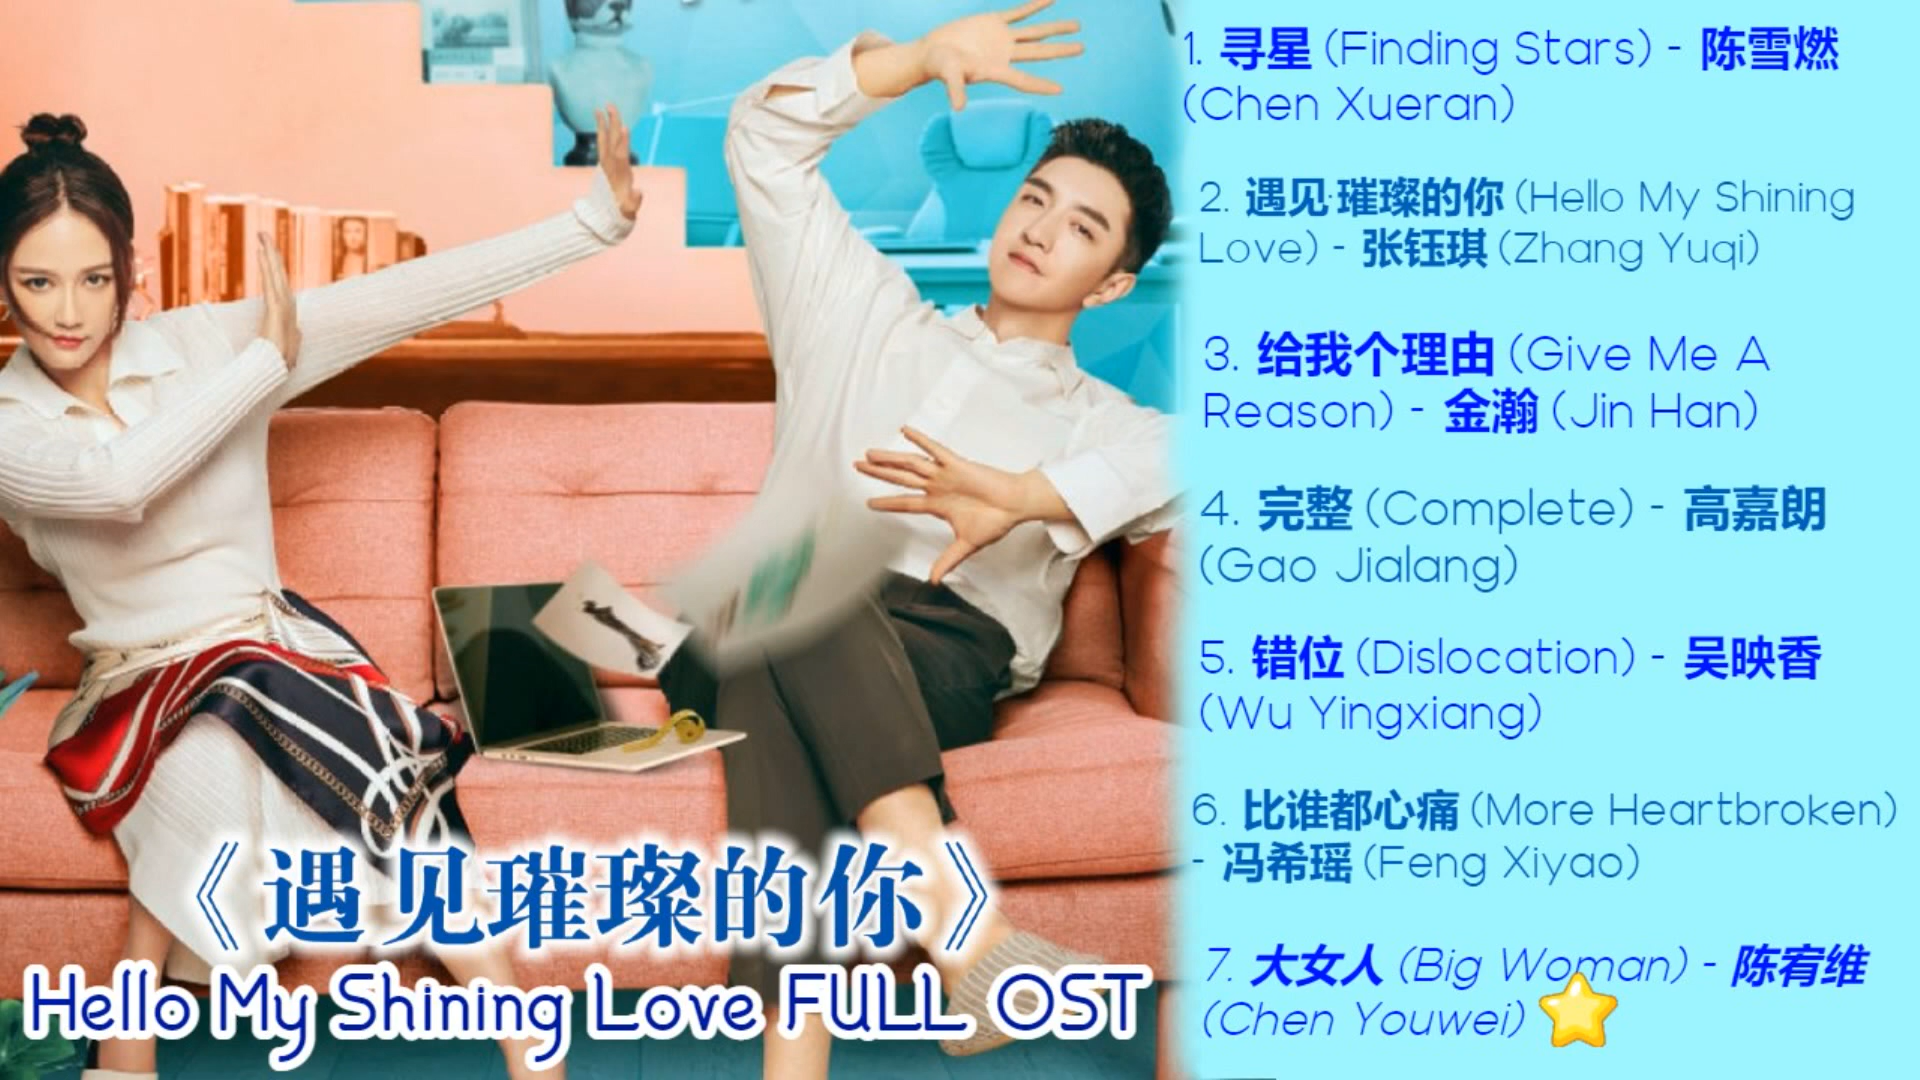 1. 寻星 (Finding Stars) - 陈雪燃
(Chen Xueran)
2. 遇见·璀璨的你 (Hello My Shining
Love) - 张钰琪 (Zhang Yuqi)
3. 给我个理由 (Give Me A
Reason) - 金瀚 (Jin Han)
4. 完整 (Complete) - 高嘉朗
(Gao Jialang)
5. 错位 (Dislocation) - 吴映香
(Wu Yingxiang)
6. 比谁都心痛 (More Heartbroken)
- 冯希瑶 (Feng Xiyao)
7. 大女人 (Big Woman) - 陈宥维
(Chen Youwei)
《遇见璀璨的你》
Hello My Shining Love FULL OST